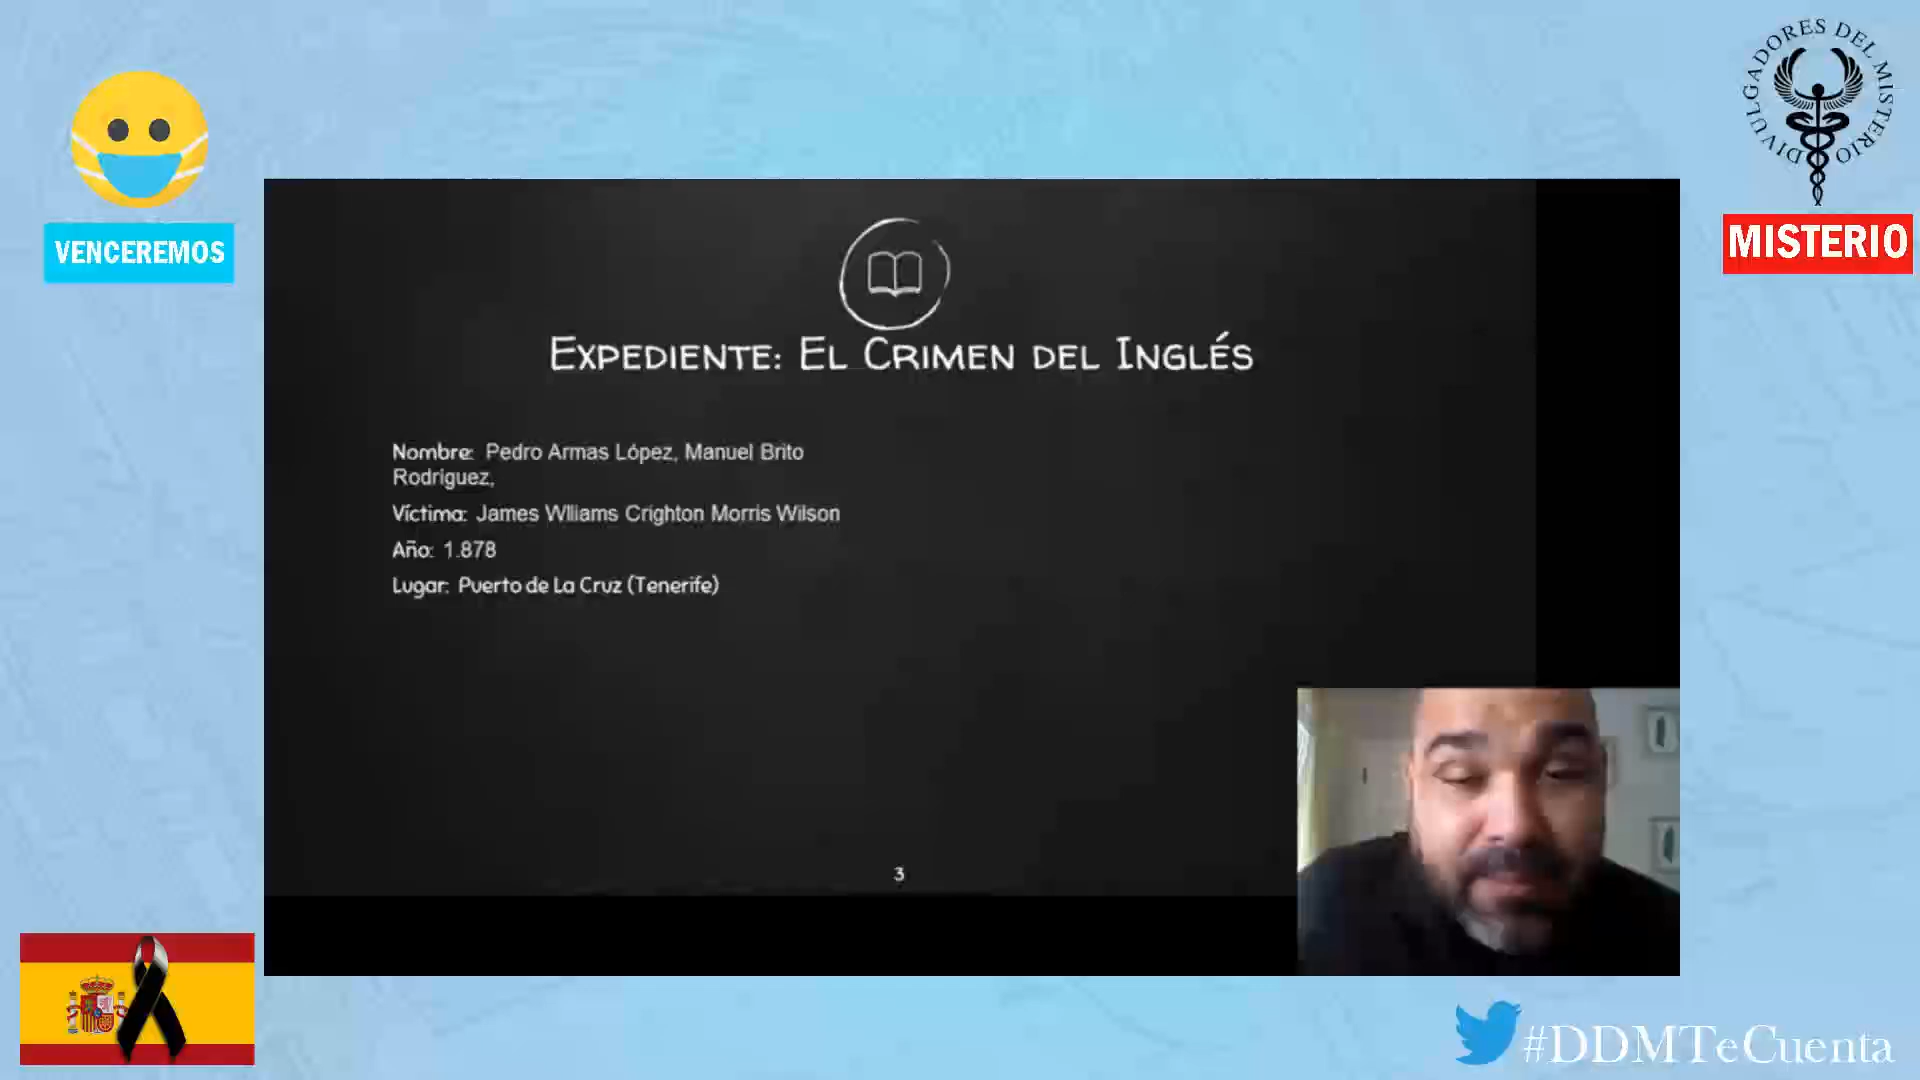 DIVULGADORES DEL MISTERIO
VENCEREMOS
MISTERIO
EXPEDIENTE: EL CRIMEN DEL INGLÉS
Nombre: Pedro Armas López, Manuel Brito
Rodriguez,
Víctima: James Wlliams Crighton Morris Wilson
Año: 1.878
Lugar: Puerto de La Cruz (Tenerife)
3
#DDMTeCuenta